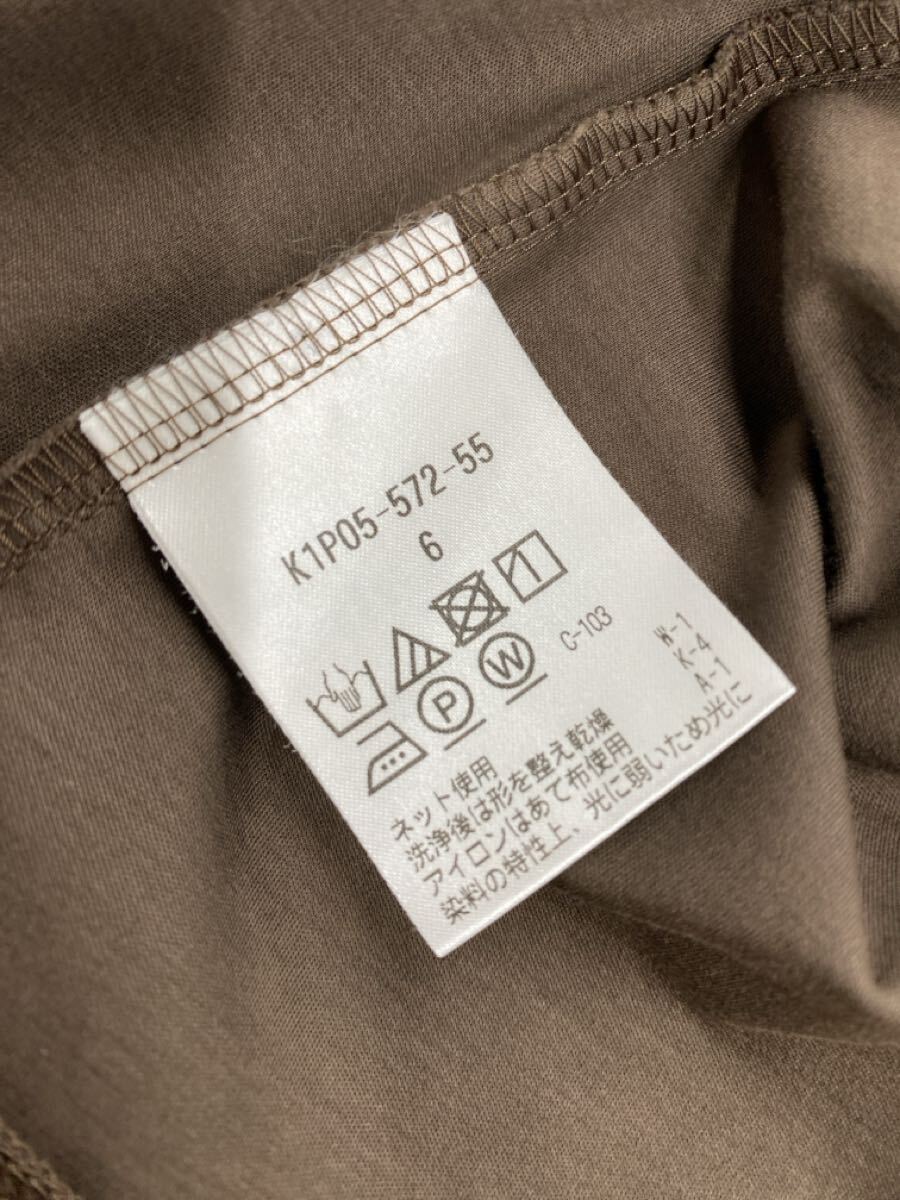 K1P05-572-55
6
P W C-103
W-1
K-4
A-1
ネット使用
洗浄後は形を整え乾燥
アイロンはあて布使用
染料の特性上、光に弱いため光に